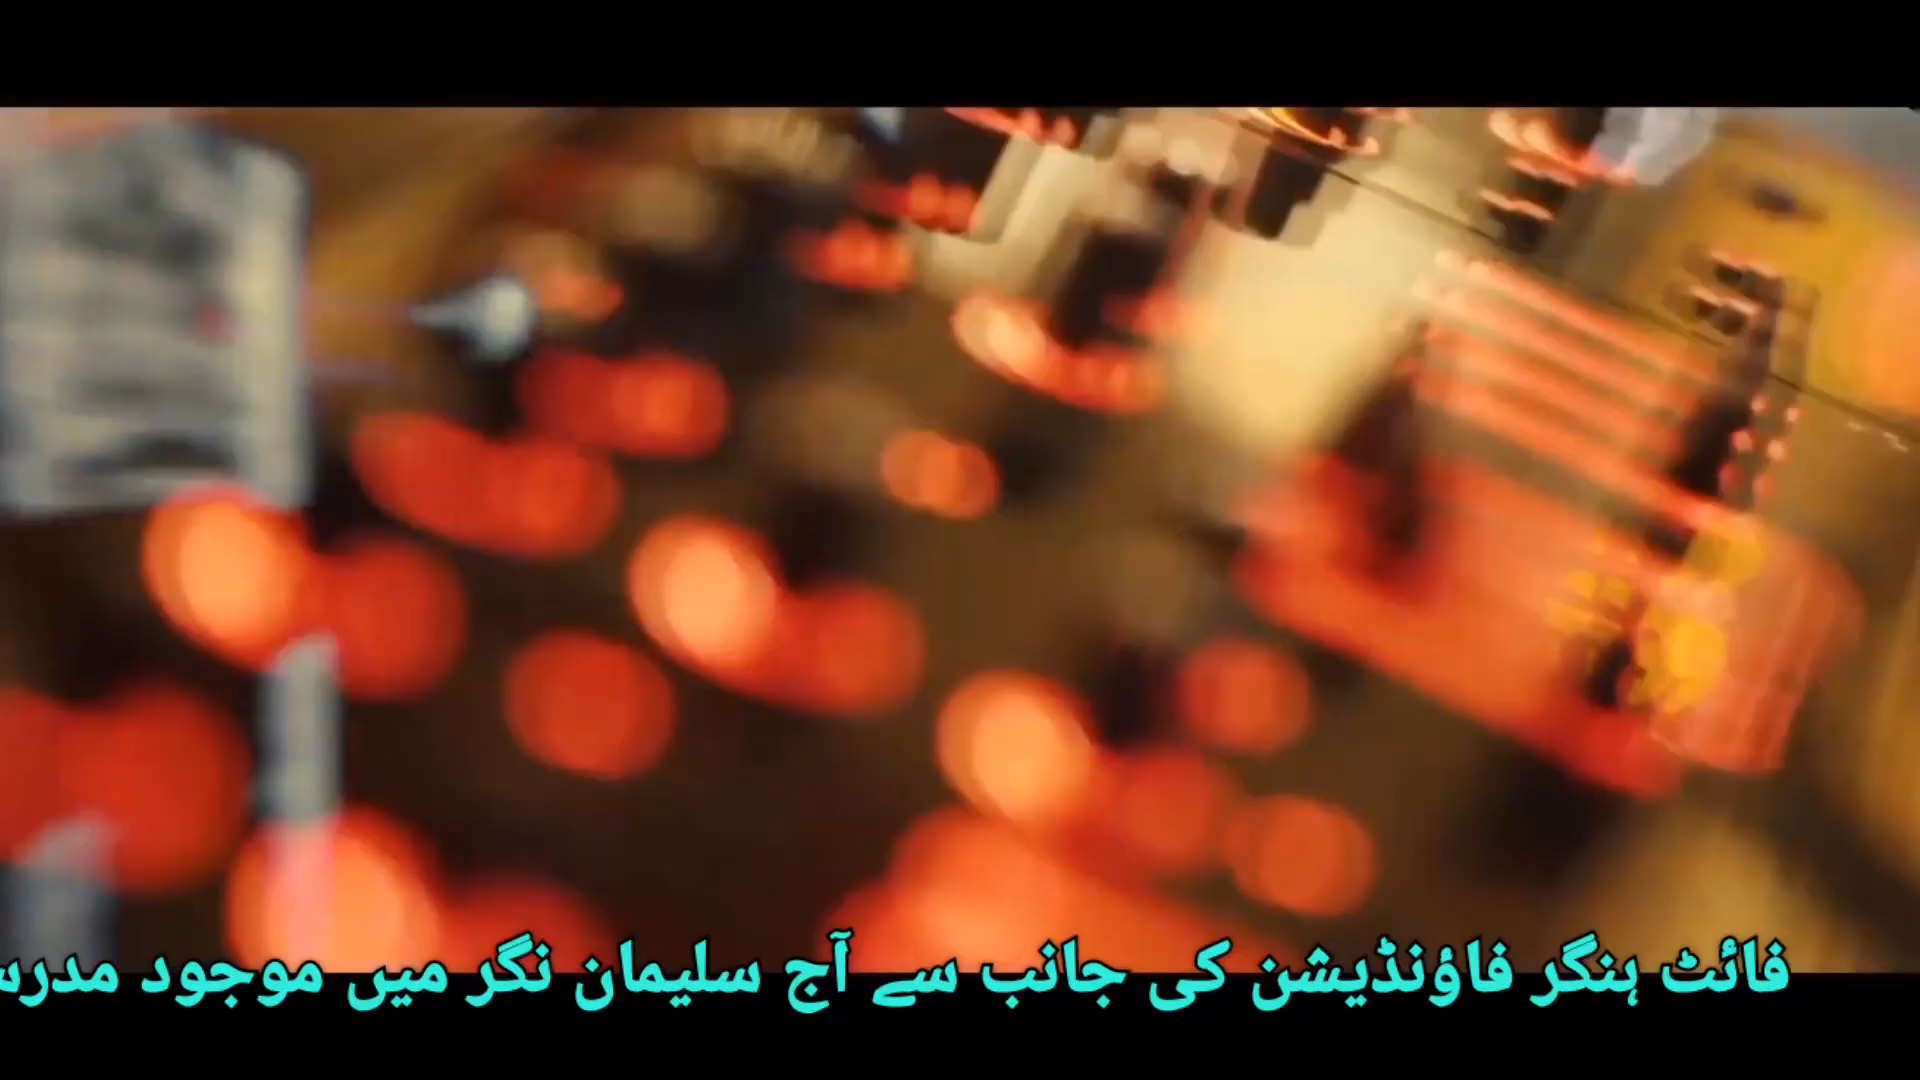 فائٹ ہنگر فاؤنڈیشن کی جانب سے آج سلیمان نگر میں موجود